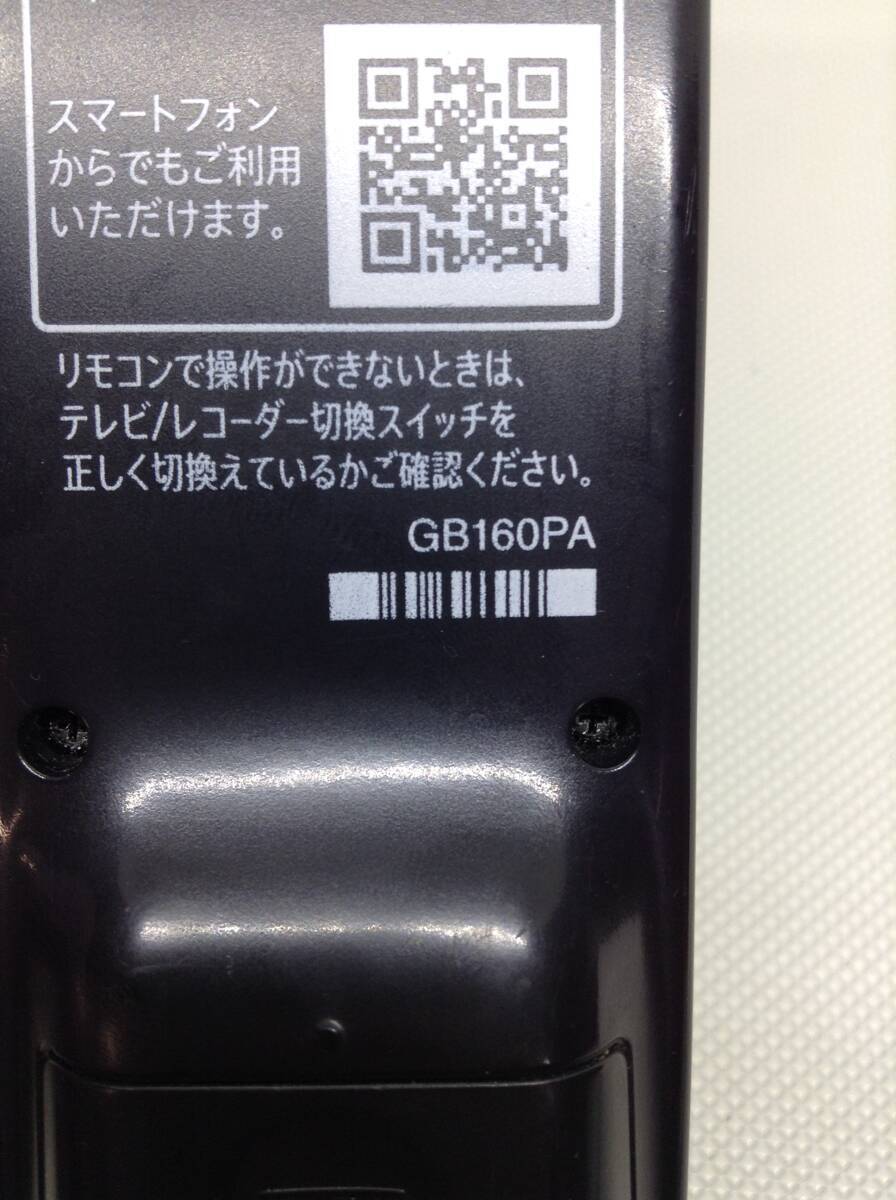 スマートフォン
からでもご利用
いただけます。
リモコンで操作ができないときは、
テレビ/レコーダー切換スイッチを
正しく切換えているかご確認ください。
GB160PA